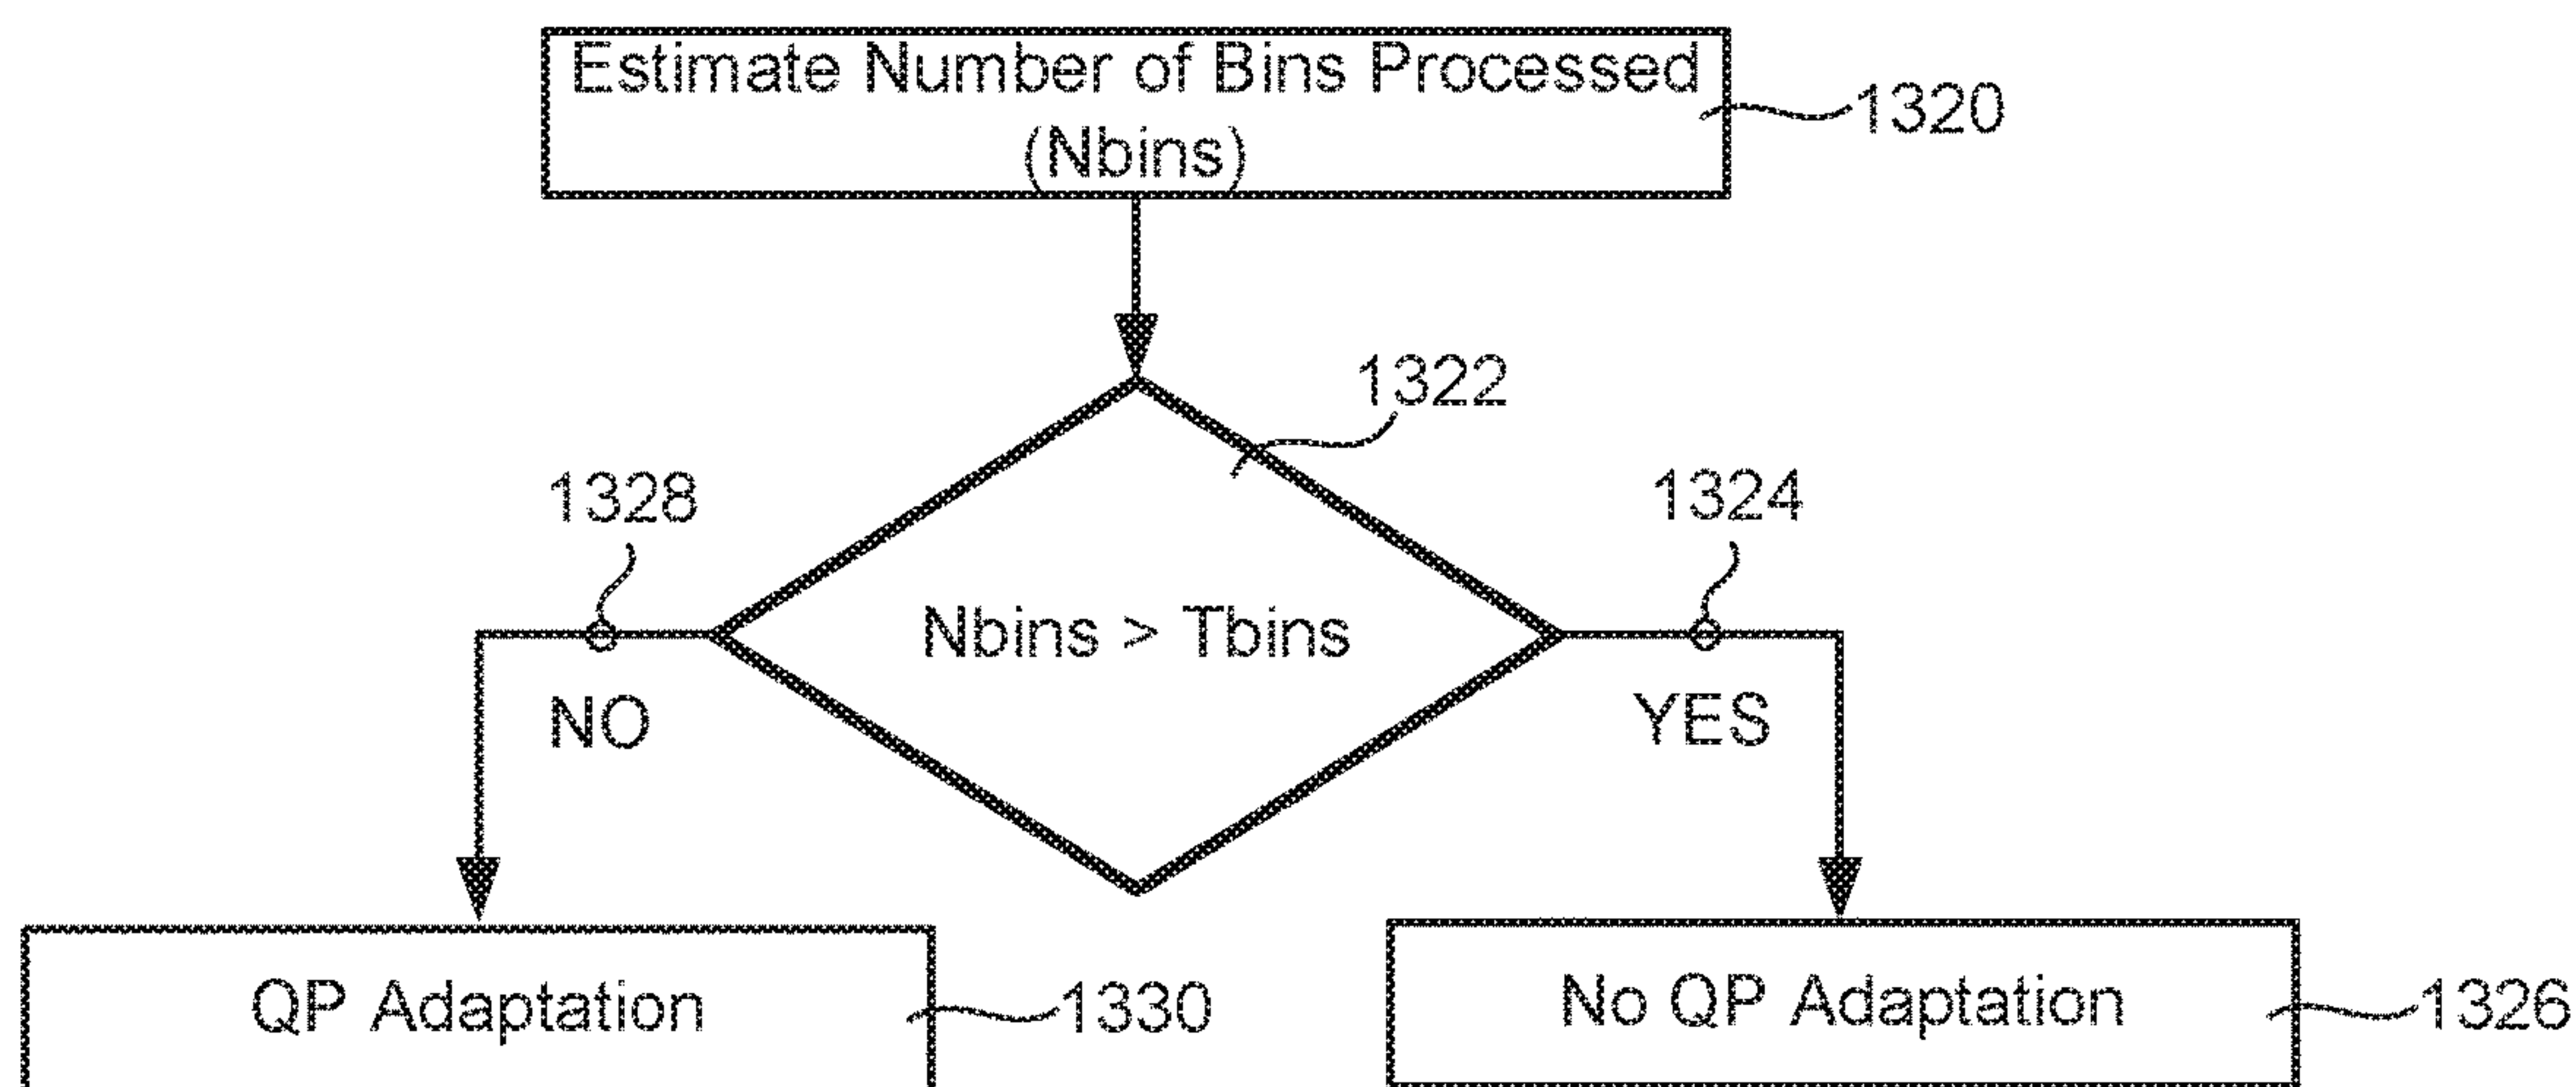 Estimate Number of Bins Processed
(Nbins)
1320
1322
1328
1324
Nbins > Tbins
NO
YES
QP Adaptation
1330
No QP Adaptation
1326